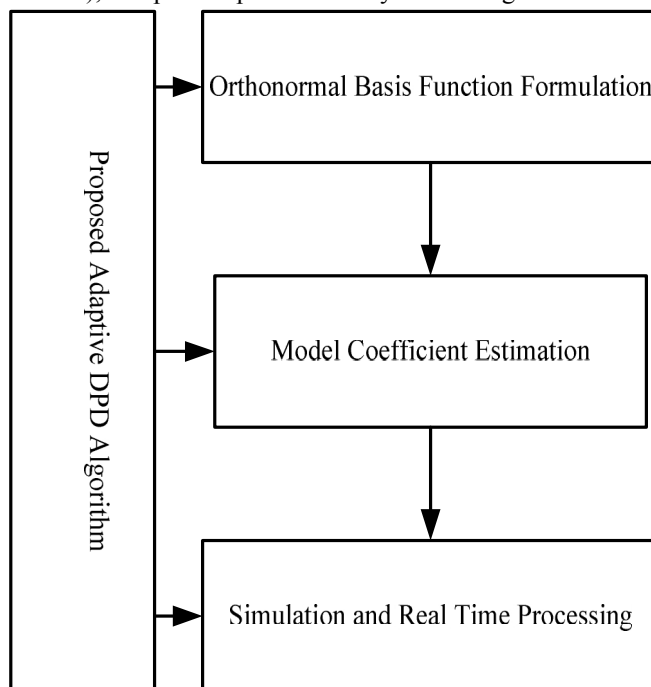 Orthonormal Basis Function Formulation
Proposed Adaptive DPD Algorithm
Model Coefficient Estimation
Simulation and Real Time Processing